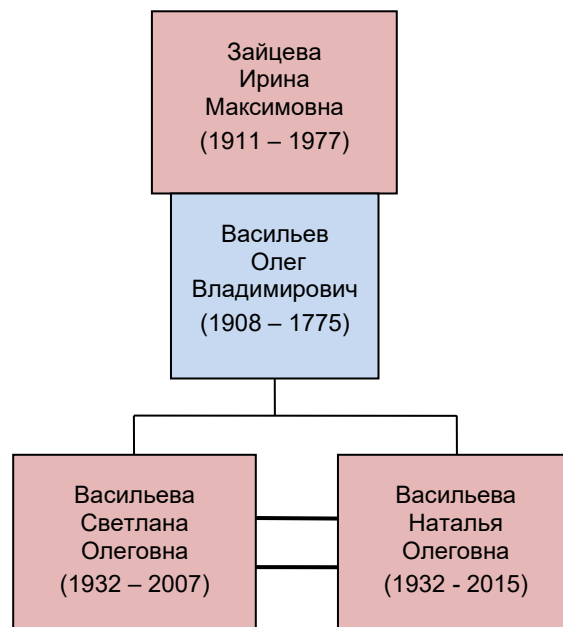 Зайцева
Ирина
Максимовна
(1911 – 1977)
Васильев
Олег
Владимирович
(1908 – 1775)
Васильева
Светлана
Олеговна
(1932 – 2007)
Васильева
Наталья
Олеговна
(1932 - 2015)